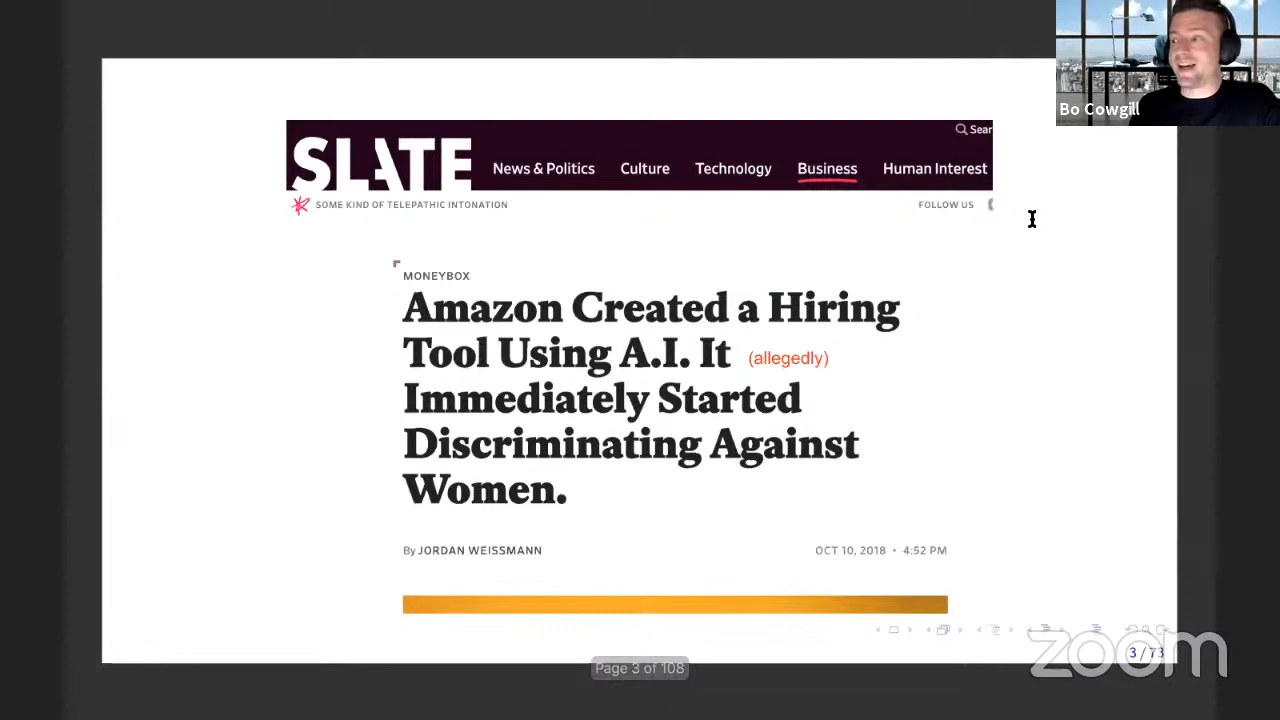 Bo Cowgill
SLATE
News & Politics Culture Technology Business Human Interest
Sear
SOME KIND OF TELEPATHIC INTONATION
FOLLOW US
MONEYBOX
Amazon Created a Hiring
Tool Using A.I. It (allegedly)
Immediately Started
Discriminating Against
Women.
By JORDAN WEISSMANN
OCT 10, 2018 • 4:52 PM
zoom
3 / 73
Page 3 of 108